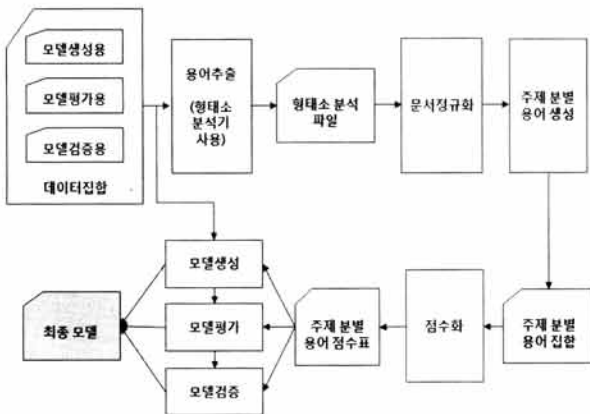 모델생성용
모델평가용
모델검증용
데이터집합
용어추출
(형태소
분석기
사용)
형태소 분석
파일
문서정규화
주제 분별
용어 생성
모델생성
모델평가
모델검증
최종 모델
주제 분별
용어 점수표
점수화
주제 분별
용어 집합